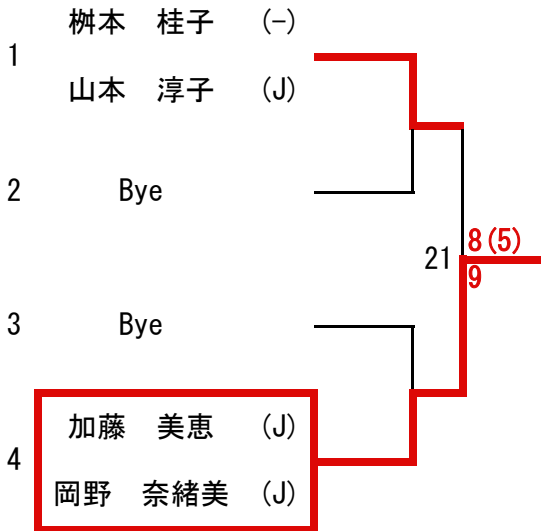 桝本 桂子 (-)
1
山本 淳子 (J)
2 Bye
21
8(5)
9
3 Bye
加藤 美恵 (J)
4
岡野 奈緒美 (J)